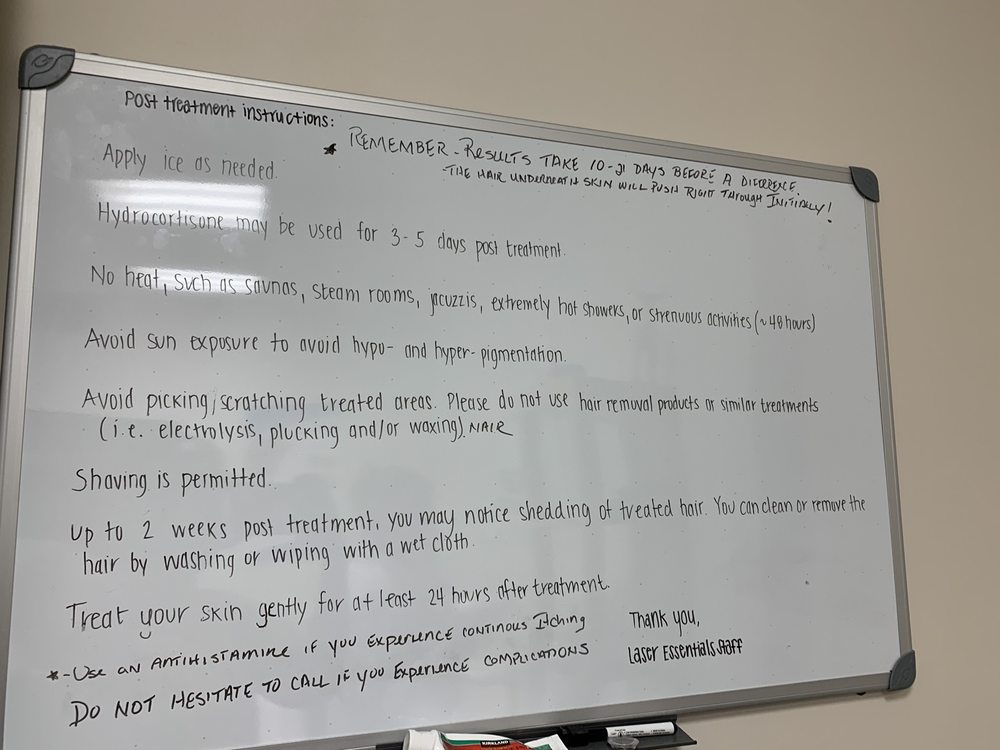 Post treatment instructions:
* REMEMBER - RESULTS TAKE 10-21 DAYS BEFORE A DIFERRENCE.
- THE HAIR UNDERNEATH SKIN WILL PUSH RIGHT THROUGH INITIALLY!
Apply ice as needed.
Hydrocortisone may be used for 3-5 days post treatment.
No heat, such as saunas, steam rooms, jacuzzis, extremely hot showers, or strenuous activities (~48 hours)
Avoid sun exposure to avoid hypo- and hyper-pigmentation.
Avoid picking/scratching treated areas. Please do not use hair removal products or similar treatments
(i.e. electrolysis, plucking and/or waxing). NAIR
Shaving is permitted.
Up to 2 weeks post treatment, you may notice shedding of treated hair. You can clean or remove the
hair by washing or wiping with a wet cloth.
Treat your skin gently for at least 24 hours after treatment.
*-USE AN ANTIHISTAMINE IF YOU EXPERIENCE CONTINOUS ITCHING
DO NOT HESITATE TO CALL IF YOU EXPERIENCE COMPLICATIONS
Thank you,
Laser Essentials Staff
KIRKLAND